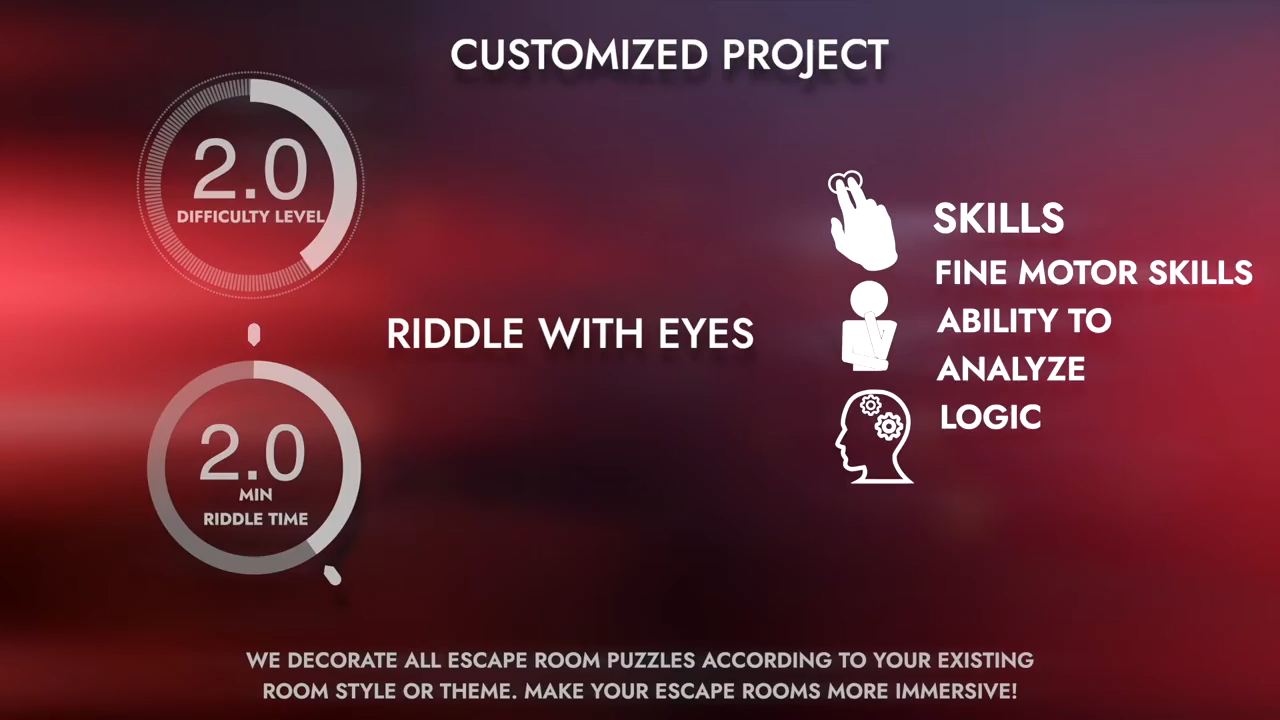 CUSTOMIZED PROJECT
2.0
DIFFICULTY LEVEL
2.0
MIN
RIDDLE TIME
RIDDLE WITH EYES
SKILLS
FINE MOTOR SKILLS
ABILITY TO
ANALYZE
LOGIC
WE DECORATE ALL ESCAPE ROOM PUZZLES ACCORDING TO YOUR EXISTING
ROOM STYLE OR THEME. MAKE YOUR ESCAPE ROOMS MORE IMMERSIVE!